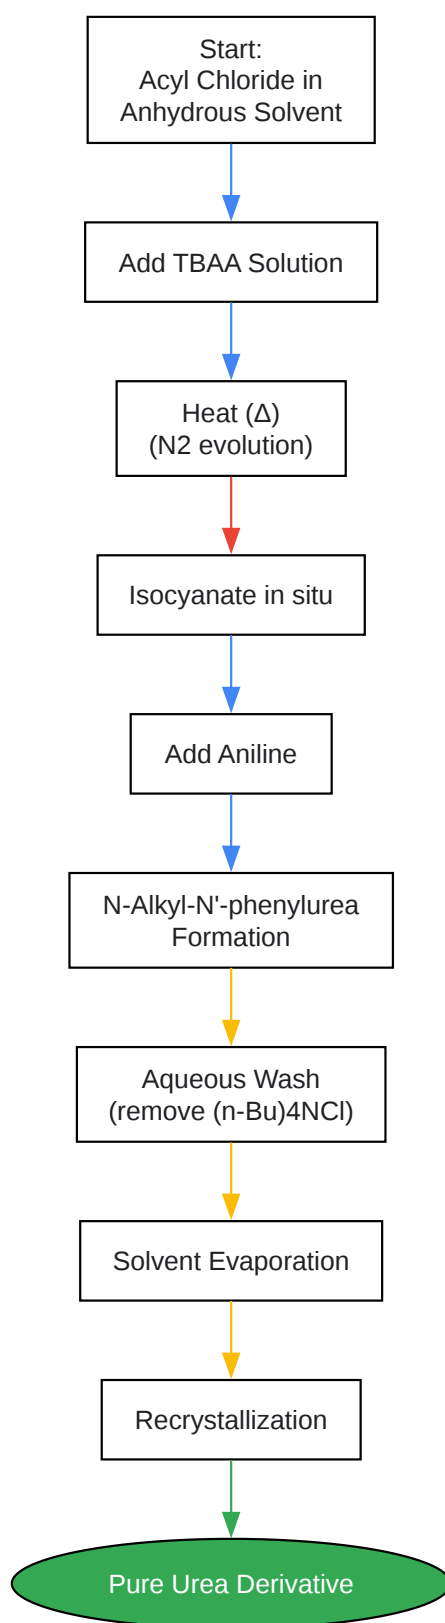 Start:
Acyl Chloride in
Anhydrous Solvent
Add TBAA Solution
Heat (Δ)
(N2 evolution)
Isocyanate in situ
Add Aniline
N-Alkyl-N'-phenylurea
Formation
Aqueous Wash
(remove (n-Bu)4NCl)
Solvent Evaporation
Recrystallization
Pure Urea Derivative